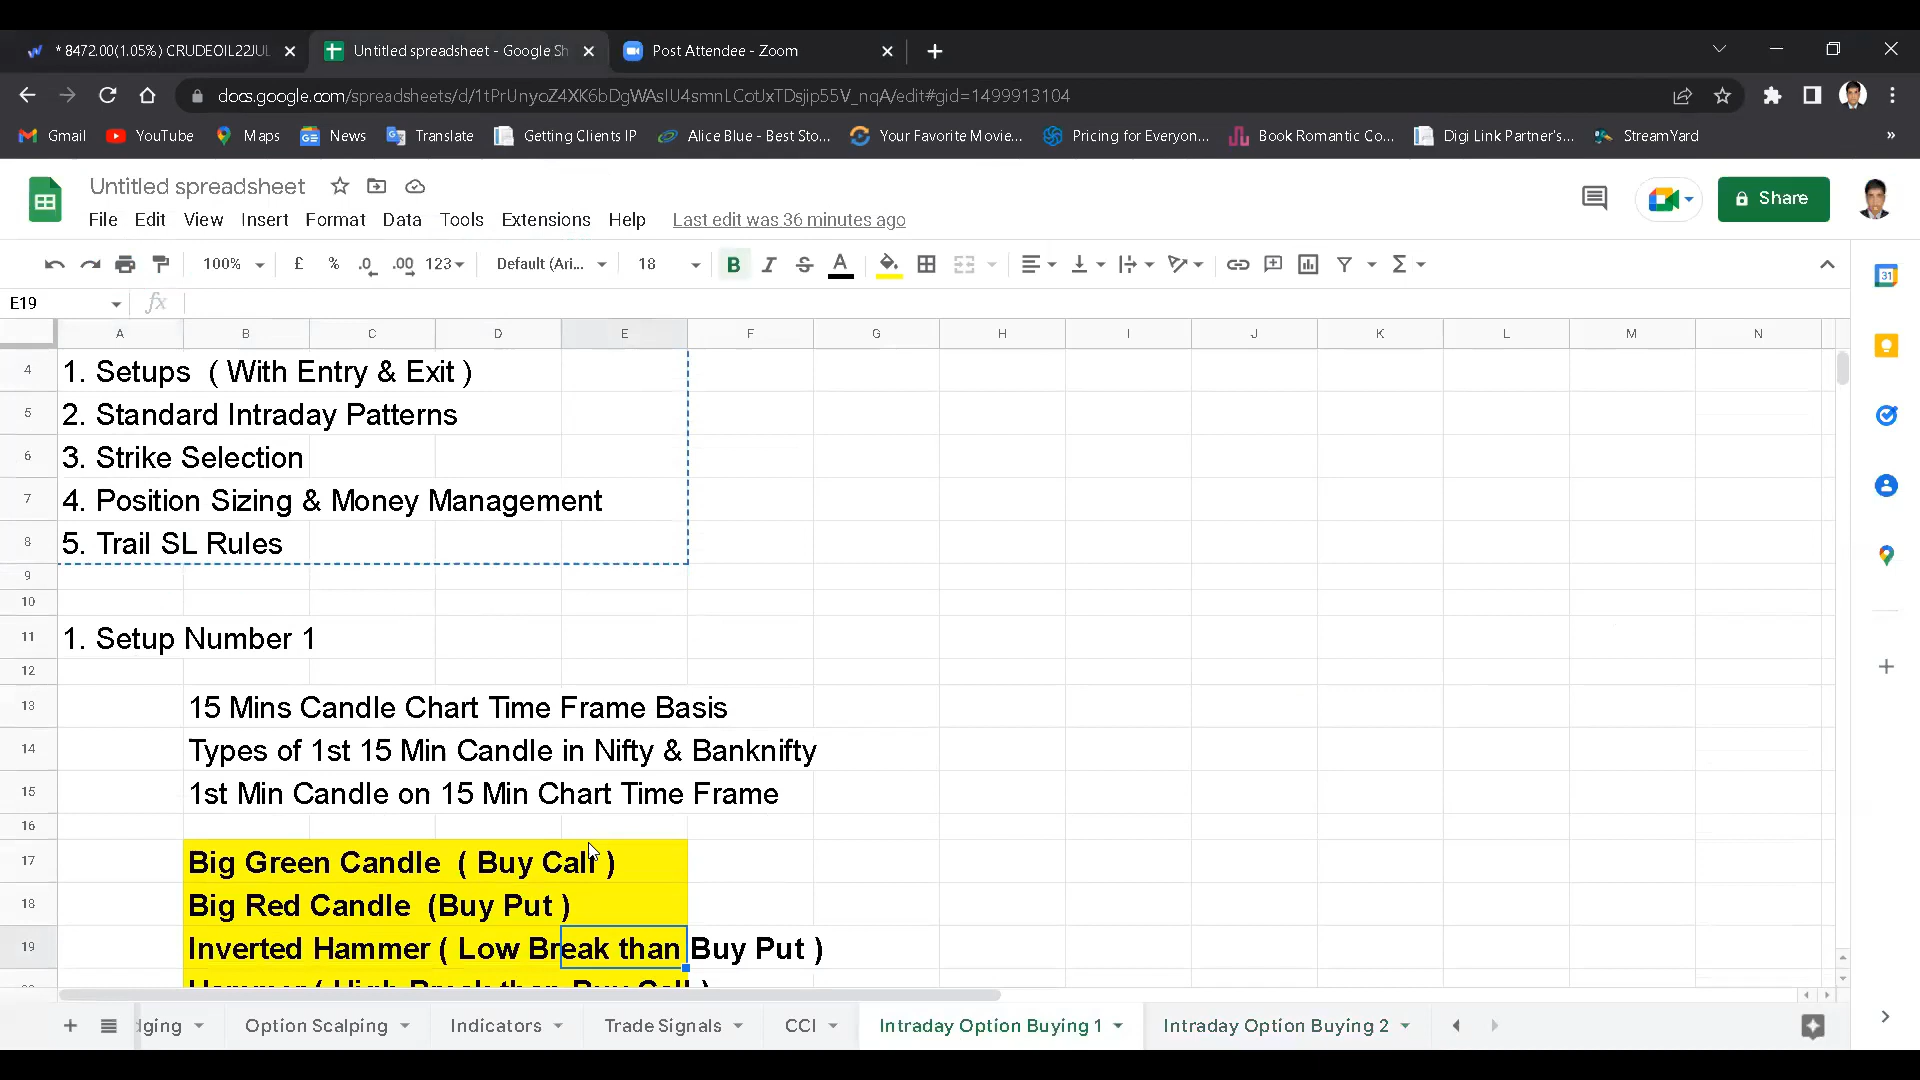 * 8472.00(1.05%) CRUDEOIL22JUL
Untitled spreadsheet - Google Sh
Post Attendee - Zoom
docs.google.com/spreadsheets/d/1tPrUnyoZ4XK6bDgWAsIU4smnLCotJxTDsjip55V_nqA/edit#gid=1499913104
Gmail YouTube Maps News Translate Getting Clients IP Alice Blue - Best Sto... Your Favorite Movie... Pricing for Everyon... Book Romantic Co... Digi Link Partner's... StreamYard »
Untitled spreadsheet
File Edit View Insert Format Data Tools Extensions Help Last edit was 36 minutes ago
Share
100% £ % .0 .00 123 Default (Ari... 18 B I S A Σ
31
E19 fx
A B C D E F G H I J K L M N
4 1. Setups ( With Entry & Exit )
5 2. Standard Intraday Patterns
6 3. Strike Selection
7 4. Position Sizing & Money Management
8 5. Trail SL Rules
9
10
11 1. Setup Number 1
12
13 15 Mins Candle Chart Time Frame Basis
14 Types of 1st 15 Min Candle in Nifty & Banknifty
15 1st Min Candle on 15 Min Chart Time Frame
16
17 Big Green Candle ( Buy Call )
18 Big Red Candle (Buy Put )
19 Inverted Hammer ( Low Break than Buy Put )
Hammer ( High Break than Buy Call )
dging Option Scalping Indicators Trade Signals CCI Intraday Option Buying 1 Intraday Option Buying 2